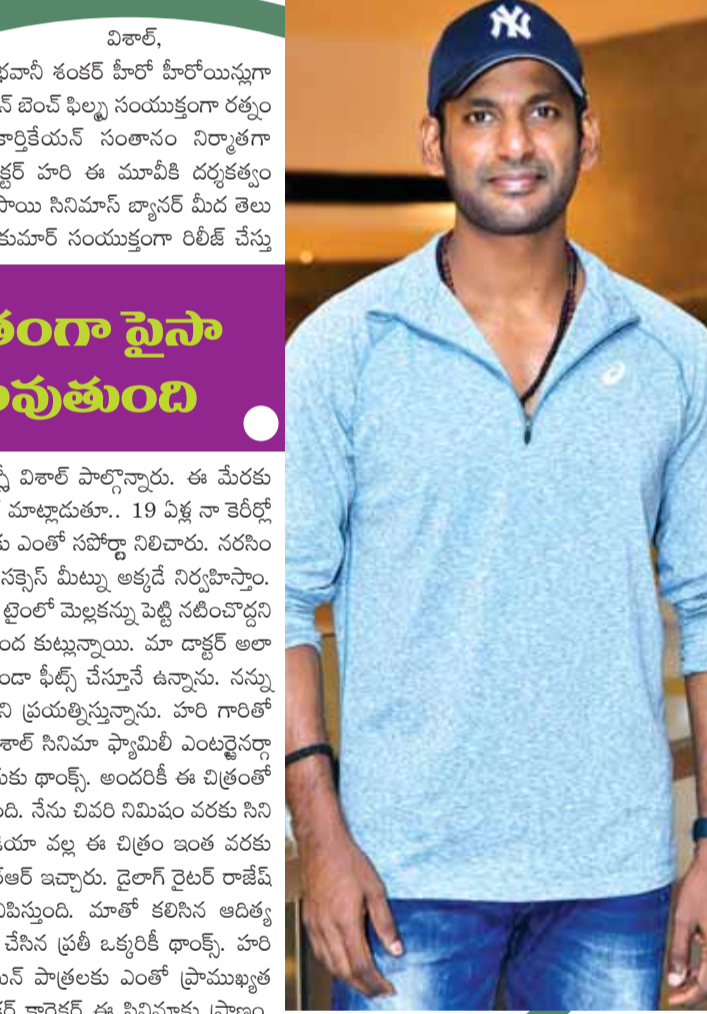 విశాల్,
భవానీ శంకర్ హీరో హీరోయిన్లుగా
న్ బెంచ్ ఫిల్మ్స సంయుక్తంగా రత్నం
కార్తికేయన్ సంతానం నిర్మాతగా
క్టర్ హరి ఈ మూవీకి దర్శకత్వం
సాయి సినిమాస్ బ్యానర్ మీద తెలు
కుమార్ సంయుక్తంగా రిలీజ్ చేస్తు
తంగా పైసా
వుతుంది
విశాల్ పాల్గొన్నారు. ఈ మేరకు
మాట్లాడుతూ.. 19 ఏళ్ల నా కెరీర్లో
కు ఎంతో సపోర్టా నిలిచారు. నరసిం
సక్సెస్ మీట్ను అక్కడే నిర్వహిస్తాం.
టైంలో మెల్లకన్ను పెట్టి నటించొద్దని
ంద కుట్లున్నాయి. మా డాక్టర్ అలా
ండా ఫీట్స్ చేస్తూనే ఉన్నాను. నన్ను
ని ప్రయత్నిస్తున్నాను. హరి గారితో
శాల్ సినిమా ఫ్యామిలీ ఎంటర్టైనర్గా
కు థాంక్స్. అందరికీ ఈ చిత్రంతో
ంది. నేను చివరి నిమిషం వరకు సిని
డియా వల్ల ఈ చిత్రం ఇంత వరకు
ఆర్ ఇచ్చారు. డైలాగ్ రైటర్ రాజేష్
పిస్తుంది. మాతో కలిసిన ఆదిత్య
చేసిన ప్రతీ ఒక్కరికీ థాంక్స్. హరి
యిన్ పాత్రలకు ఎంతో ప్రాముఖ్యత
ఈ సినిమాకు ప్రాణం.
NY